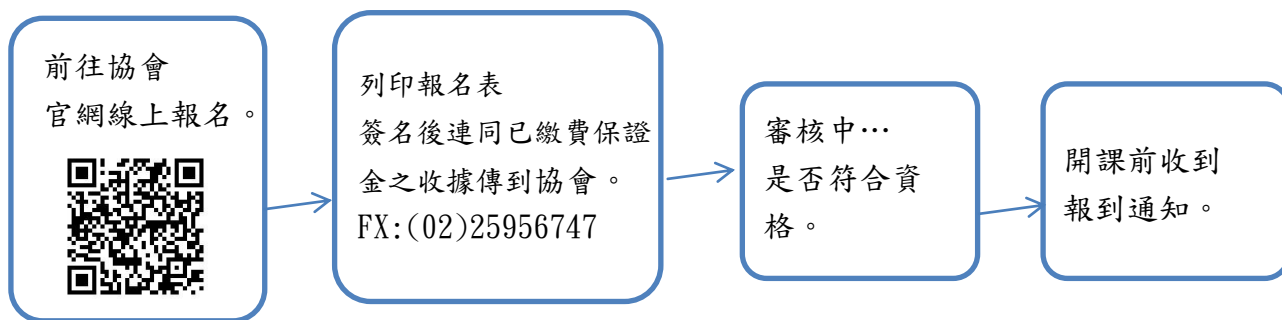 前往協會
官網線上報名。
列印報名表
簽名後連同已繳費保證
金之收據傳到協會。
FX:(02)25956747
審核中…
是否符合資
格。
開課前收到
報到通知。